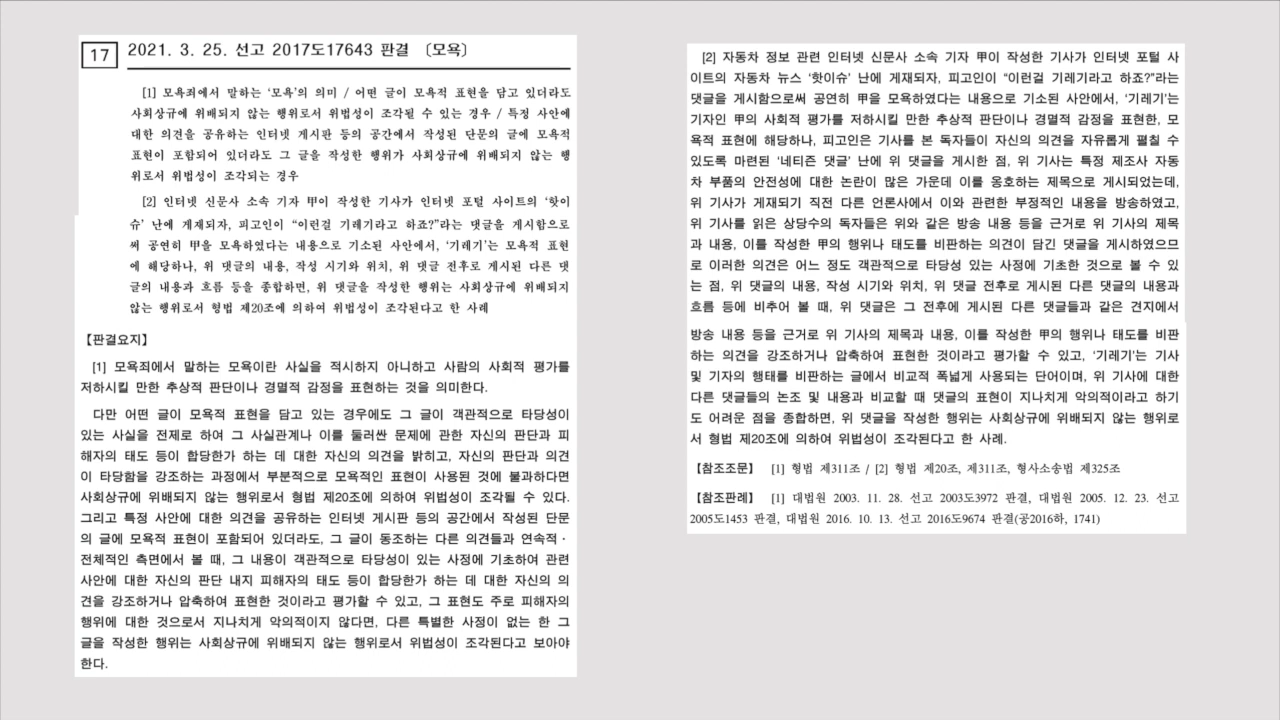 17
2021. 3. 25. 선고 2017도17643 판결 〔모욕〕
[1] 모욕죄에서 말하는 ‘모욕’의 의미 / 어떤 글이 모욕적 표현을 담고 있더라도
사회상규에 위배되지 않는 행위로서 위법성이 조각될 수 있는 경우 / 특정 사안에
대한 의견을 공유하는 인터넷 게시판 등의 공간에서 작성된 단문의 글에 모욕적
표현이 포함되어 있더라도 그 글을 작성한 행위가 사회상규에 위배되지 않는 행
위로서 위법성이 조각되는 경우
[2] 인터넷 신문사 소속 기자 甲이 작성한 기사가 인터넷 포털 사이트의 ‘핫이
슈’ 난에 게재되자, 피고인이 “이런걸 기레기라고 하죠?”라는 댓글을 게시함으로
써 공연히 甲을 모욕하였다는 내용으로 기소된 사안에서, ‘기레기’는 모욕적 표현
에 해당하나, 위 댓글의 내용, 작성 시기와 위치, 위 댓글 전후로 게시된 다른 댓
글의 내용과 흐름 등을 종합하면, 위 댓글을 작성한 행위는 사회상규에 위배되지
않는 행위로서 형법 제20조에 의하여 위법성이 조각된다고 한 사례
【판결요지】
[1] 모욕죄에서 말하는 모욕이란 사실을 적시하지 아니하고 사람의 사회적 평가를
저하시킬 만한 추상적 판단이나 경멸적 감정을 표현하는 것을 의미한다.
다만 어떤 글이 모욕적 표현을 담고 있는 경우에도 그 글이 객관적으로 타당성이
있는 사실을 전제로 하여 그 사실관계나 이를 둘러싼 문제에 관한 자신의 판단과 피
해자의 태도 등이 합당한가 하는 데 대한 자신의 의견을 밝히고, 자신의 판단과 의견
이 타당함을 강조하는 과정에서 부분적으로 모욕적인 표현이 사용된 것에 불과하다면
사회상규에 위배되지 않는 행위로서 형법 제20조에 의하여 위법성이 조각될 수 있다.
그리고 특정 사안에 대한 의견을 공유하는 인터넷 게시판 등의 공간에서 작성된 단문
의 글에 모욕적 표현이 포함되어 있더라도, 그 글이 동조하는 다른 의견들과 연속적·
전체적인 측면에서 볼 때, 그 내용이 객관적으로 타당성이 있는 사정에 기초하여 관련
사안에 대한 자신의 판단 내지 피해자의 태도 등이 합당한가 하는 데 대한 자신의 의
견을 강조하거나 압축하여 표현한 것이라고 평가할 수 있고, 그 표현도 주로 피해자의
행위에 대한 것으로서 지나치게 악의적이지 않다면, 다른 특별한 사정이 없는 한 그
글을 작성한 행위는 사회상규에 위배되지 않는 행위로서 위법성이 조각된다고 보아야
한다.
[2] 자동차 정보 관련 인터넷 신문사 소속 기자 甲이 작성한 기사가 인터넷 포털 사
이트의 자동차 뉴스 ‘핫이슈’ 난에 게재되자, 피고인이 “이런걸 기레기라고 하죠?”라는
댓글을 게시함으로써 공연히 甲을 모욕하였다는 내용으로 기소된 사안에서, ‘기레기’는
기자인 甲의 사회적 평가를 저하시킬 만한 추상적 판단이나 경멸적 감정을 표현한, 모
욕적 표현에 해당하나, 피고인은 기사를 본 독자들이 자신의 의견을 자유롭게 펼칠 수
있도록 마련된 ‘네티즌 댓글’ 난에 위 댓글을 게시한 점, 위 기사는 특정 제조사 자동
차 부품의 안전성에 대한 논란이 많은 가운데 이를 옹호하는 제목으로 게시되었는데,
위 기사가 게재되기 직전 다른 언론사에서 이와 관련한 부정적인 내용을 방송하였고,
위 기사를 읽은 상당수의 독자들은 위와 같은 방송 내용 등을 근거로 위 기사의 제목
과 내용, 이를 작성한 甲의 행위나 태도를 비판하는 의견이 담긴 댓글을 게시하였으므
로 이러한 의견은 어느 정도 객관적으로 타당성 있는 사정에 기초한 것으로 볼 수 있
는 점, 위 댓글의 내용, 작성 시기와 위치, 위 댓글 전후로 게시된 다른 댓글의 내용과
흐름 등에 비추어 볼 때, 위 댓글은 그 전후에 게시된 다른 댓글들과 같은 견지에서
방송 내용 등을 근거로 위 기사의 제목과 내용, 이를 작성한 甲의 행위나 태도를 비판
하는 의견을 강조하거나 압축하여 표현한 것이라고 평가할 수 있고, ‘기레기’는 기사
및 기자의 행태를 비판하는 글에서 비교적 폭넓게 사용되는 단어이며, 위 기사에 대한
다른 댓글들의 논조 및 내용과 비교할 때 댓글의 표현이 지나치게 악의적이라고 하기
도 어려운 점을 종합하면, 위 댓글을 작성한 행위는 사회상규에 위배되지 않는 행위로
서 형법 제20조에 의하여 위법성이 조각된다고 한 사례.
【참조조문】 [1] 형법 제311조 / [2] 형법 제20조, 제311조, 형사소송법 제325조
【참조판례】 [1] 대법원 2003. 11. 28. 선고 2003도3972 판결, 대법원 2005. 12. 23. 선고
2005도1453 판결, 대법원 2016. 10. 13. 선고 2016도9674 판결(공2016하, 1741)